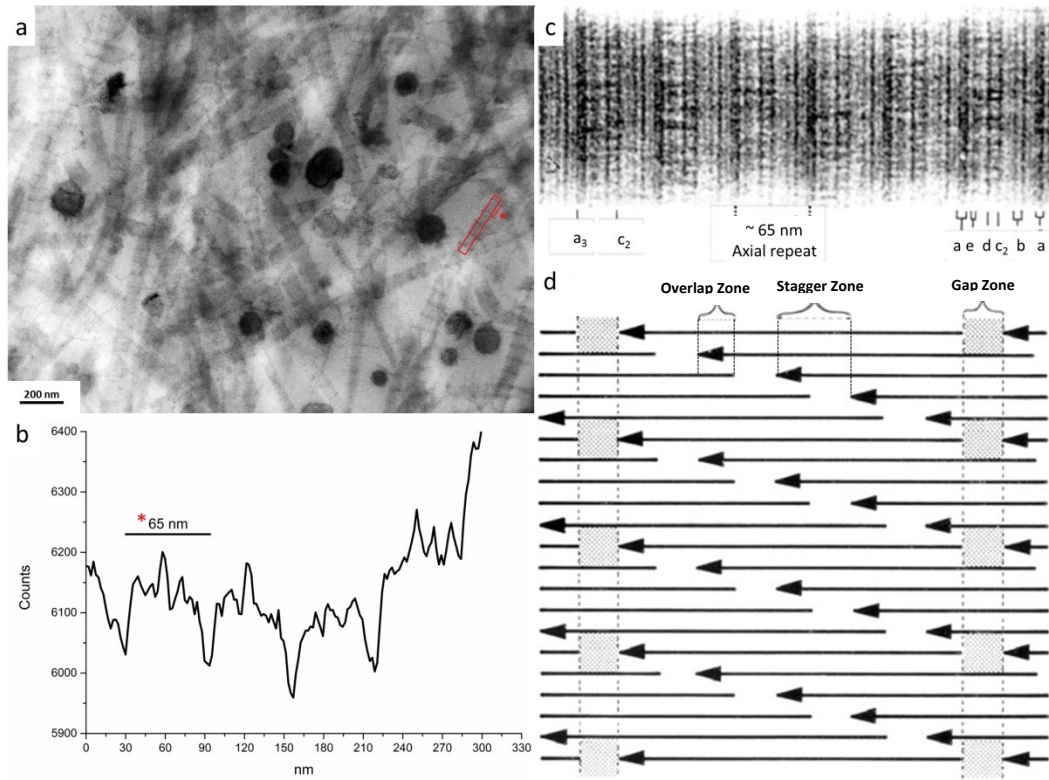 a
*
200 nm
b
6400
6300
6200
6100
6000
5900
Counts
* 65 nm
0
30
60
90
120
150
180
210
240
270
300
330
nm
c
a3
c2
~ 65 nm
Axial repeat
a e d c2 b a
d
Overlap Zone
Stagger Zone
Gap Zone